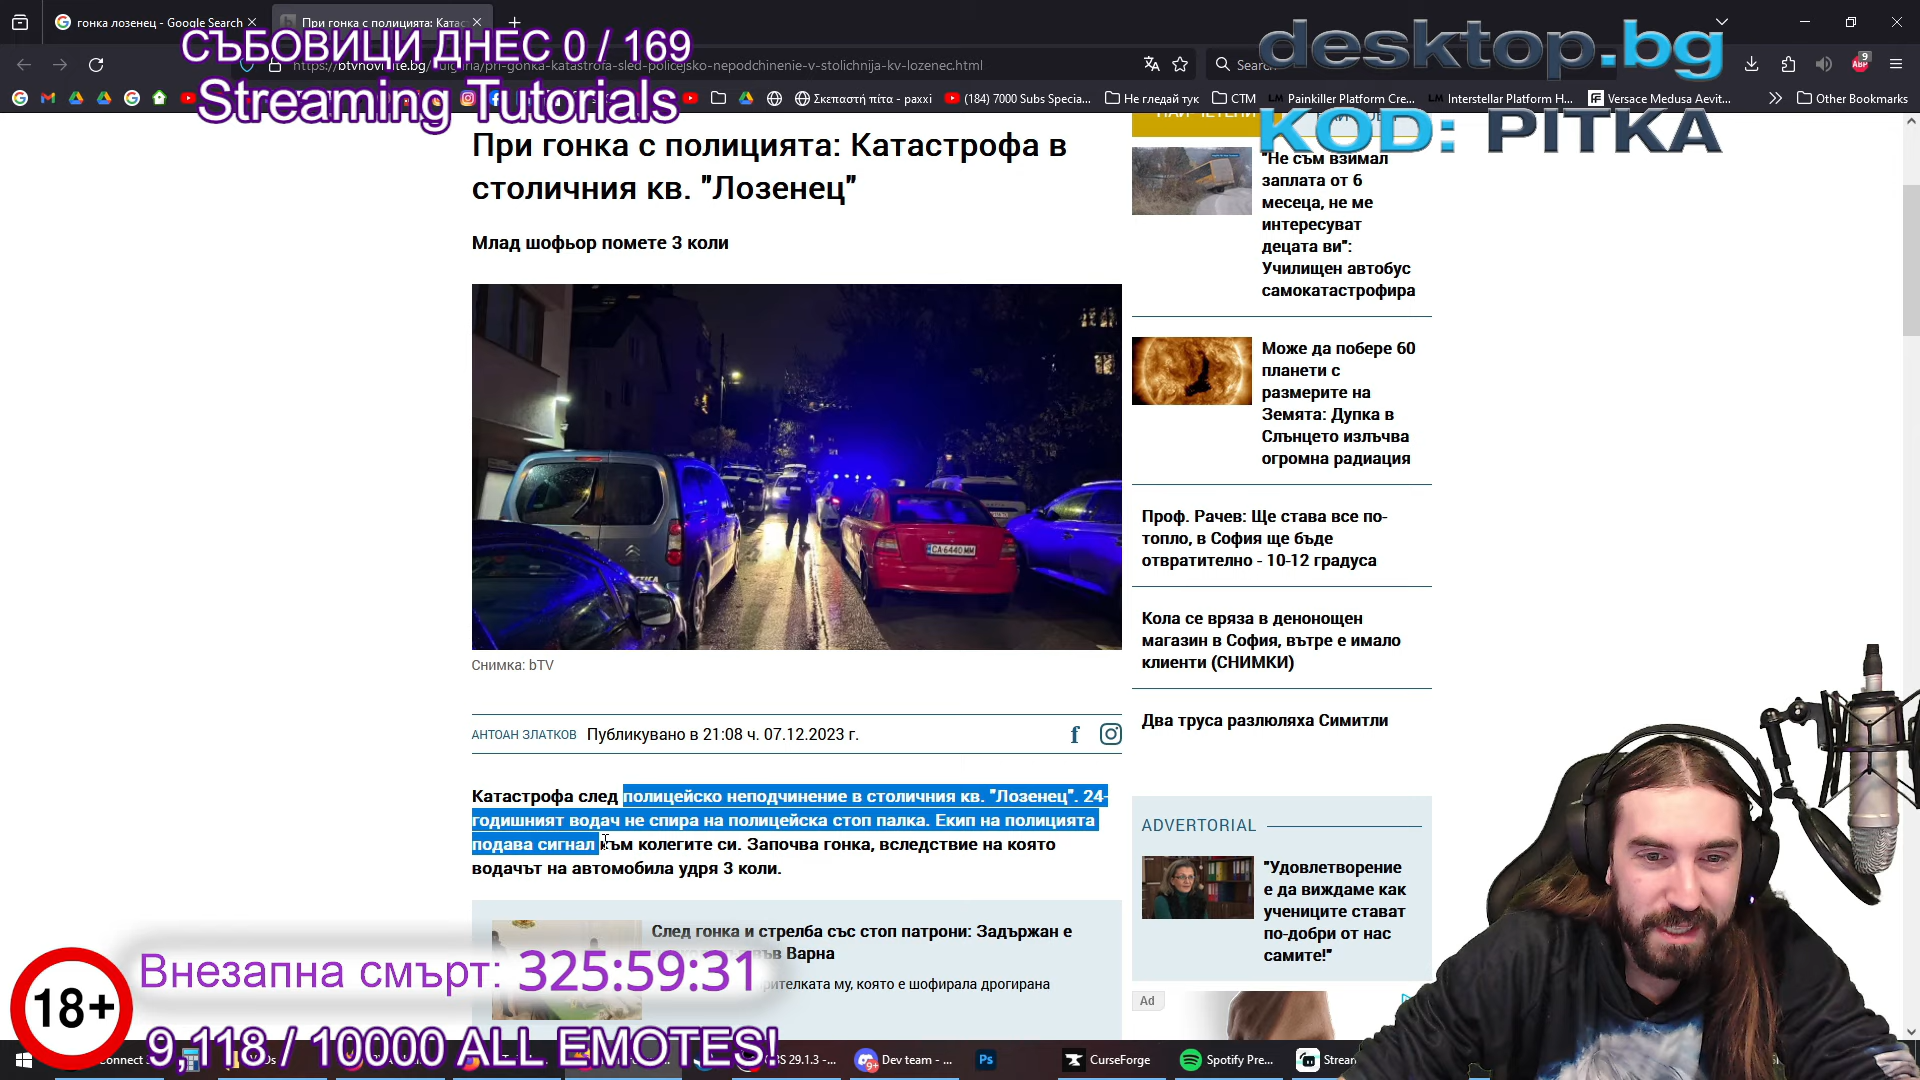 гонка лозенец - Google Search
При гонка с полицията: Катас
СЪБОВИЦИ ДНЕС 0 / 169
Streaming Tutorials
desktop.bg
KOD: PITKA
Search
Σκεπαστή πίτα - paxxi
(184) 7000 Subs Specia...
Не гледай тук
СТМ
Painkiller Platform Cre...
Interstellar Platform H...
Versace Medusa Aevit...
Other Bookmarks
При гонка с полицията: Катастрофа в
столичния кв. "Лозенец"
Млад шофьор помете 3 коли
СА 6440 ММ
Снимка: bTV
АНТОАН ЗЛАТКОВ Публикувано в 21:08 ч. 07.12.2023 г.
Катастрофа след полицейско неподчинение в столичния кв. "Лозенец". 24-
годишният водач не спира на полицейска стоп палка. Екип на полицията
подава сигнал към колегите си. Започва гонка, вследствие на която
водачът на автомобила удря 3 коли.
След гонка и стрелба със стоп патрони: Задържан е
във Варна
която е шофирала дрогирана
"Не съм взимал
заплата от 6
месеца, не ме
интересуват
децата ви":
Училищен автобус
самокатастрофира
Може да побере 60
планети с
размерите на
Земята: Дупка в
Слънцето излъчва
огромна радиация
Проф. Рачев: Ще става все по-
топло, в София ще бъде
отвратително - 10-12 градуса
Кола се вряза в денонощен
магазин в София, вътре е имало
клиенти (СНИМКИ)
Два труса разлюляха Симитли
ADVERTORIAL
"Удовлетворение
е да виждаме как
учениците стават
по-добри от нас
самите!"
Ad
Внезапна смърт: 325:59:31
18+
9,118 / 10000 ALL EMOTES!
Dev team - ...
Ps
CurseForge
Spotify Pre...